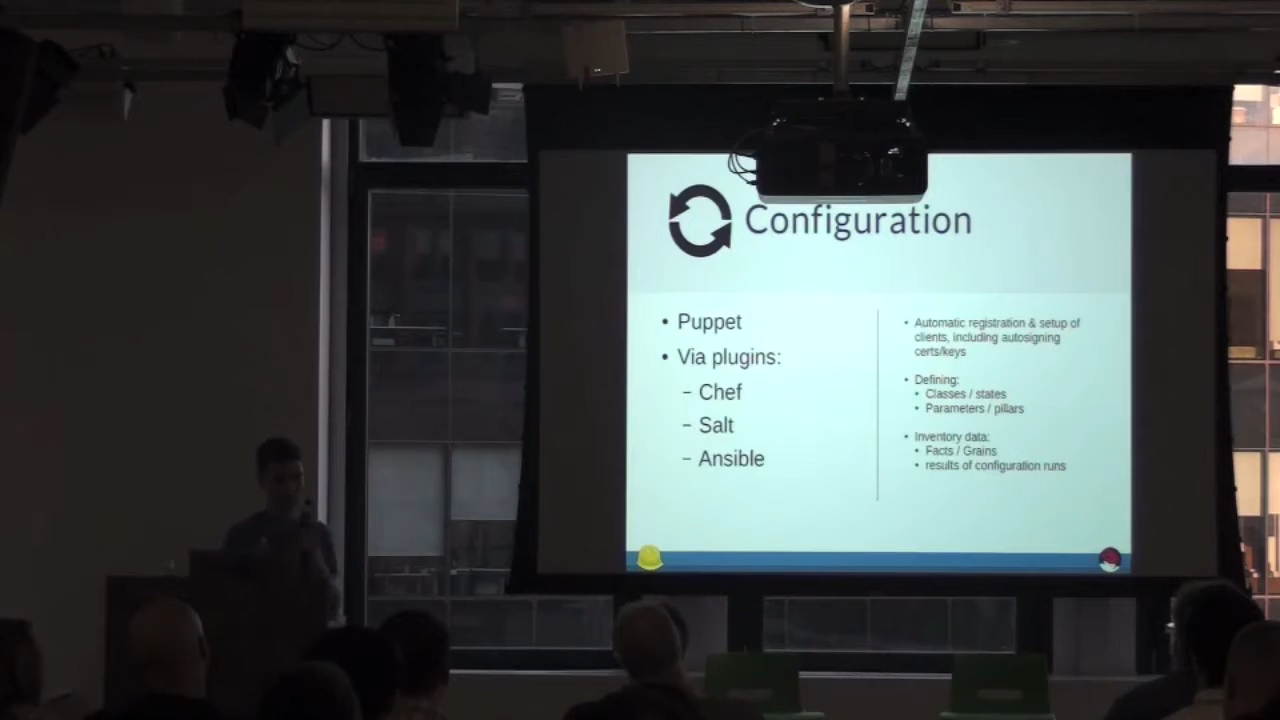 Configuration
• Puppet
• Via plugins:
– Chef
– Salt
– Ansible
• Automatic registration & setup of
clients, including autosigning
certs/keys
• Defining:
• Classes / states
• Parameters / pillars
• Inventory data:
• Facts / Grains
• results of configuration runs